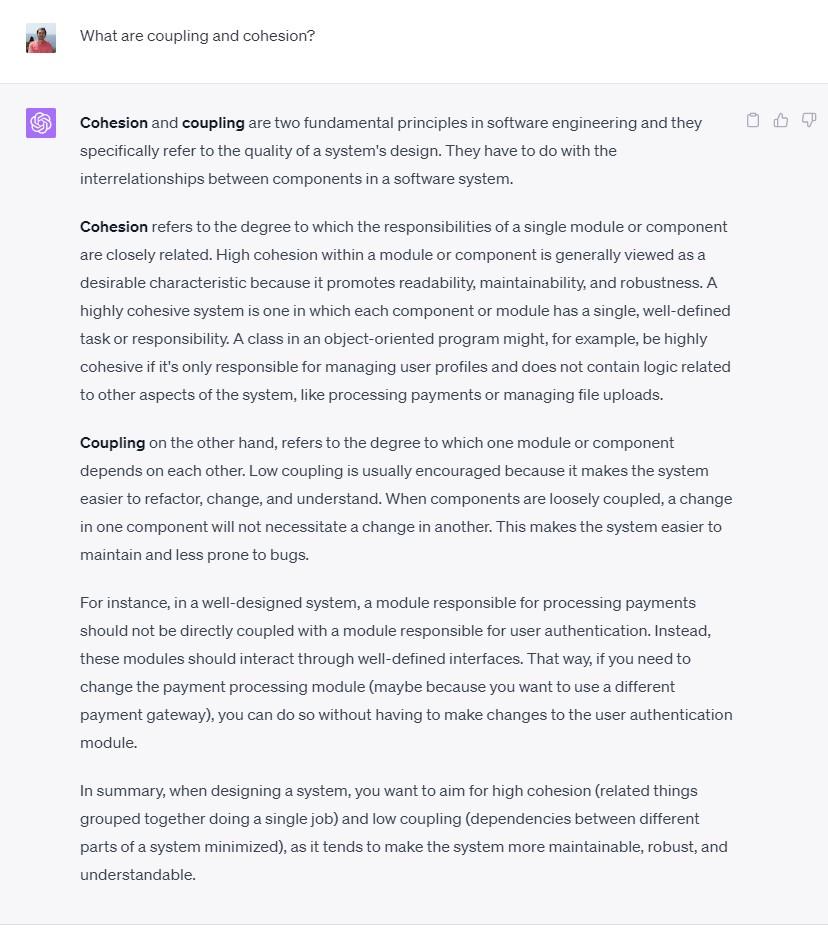 What are coupling and cohesion?
Cohesion and coupling are two fundamental principles in software engineering and they
specifically refer to the quality of a system's design. They have to do with the
interrelationships between components in a software system.
Cohesion refers to the degree to which the responsibilities of a single module or component
are closely related. High cohesion within a module or component is generally viewed as a
desirable characteristic because it promotes readability, maintainability, and robustness. A
highly cohesive system is one in which each component or module has a single, well-defined
task or responsibility. A class in an object-oriented program might, for example, be highly
cohesive if it's only responsible for managing user profiles and does not contain logic related
to other aspects of the system, like processing payments or managing file uploads.
Coupling on the other hand, refers to the degree to which one module or component
depends on each other. Low coupling is usually encouraged because it makes the system
easier to refactor, change, and understand. When components are loosely coupled, a change
in one component will not necessitate a change in another. This makes the system easier to
maintain and less prone to bugs.
For instance, in a well-designed system, a module responsible for processing payments
should not be directly coupled with a module responsible for user authentication. Instead,
these modules should interact through well-defined interfaces. That way, if you need to
change the payment processing module (maybe because you want to use a different
payment gateway), you can do so without having to make changes to the user authentication
module.
In summary, when designing a system, you want to aim for high cohesion (related things
grouped together doing a single job) and low coupling (dependencies between different
parts of a system minimized), as it tends to make the system more maintainable, robust, and
understandable.